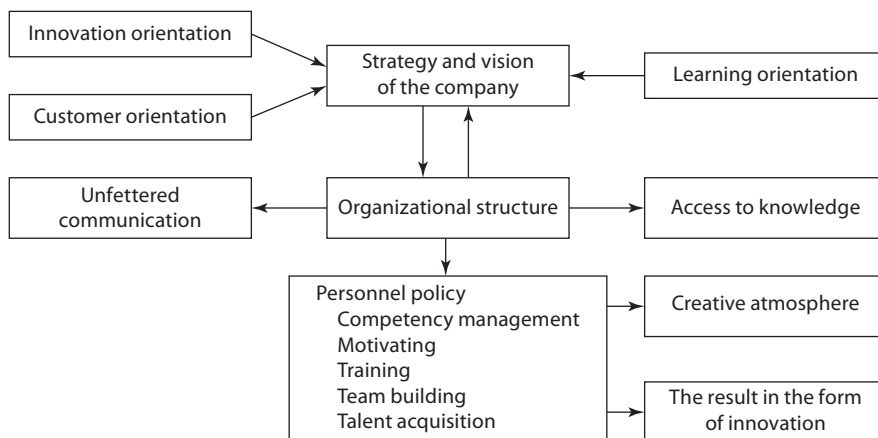 Innovation orientation
Strategy and vision
of the company
Learning orientation
Customer orientation
Unfettered
communication
Organizational structure
Access to knowledge
Personnel policy
Competency management
Motivating
Training
Team building
Talent acquisition
Creative atmosphere
The result in the form
of innovation